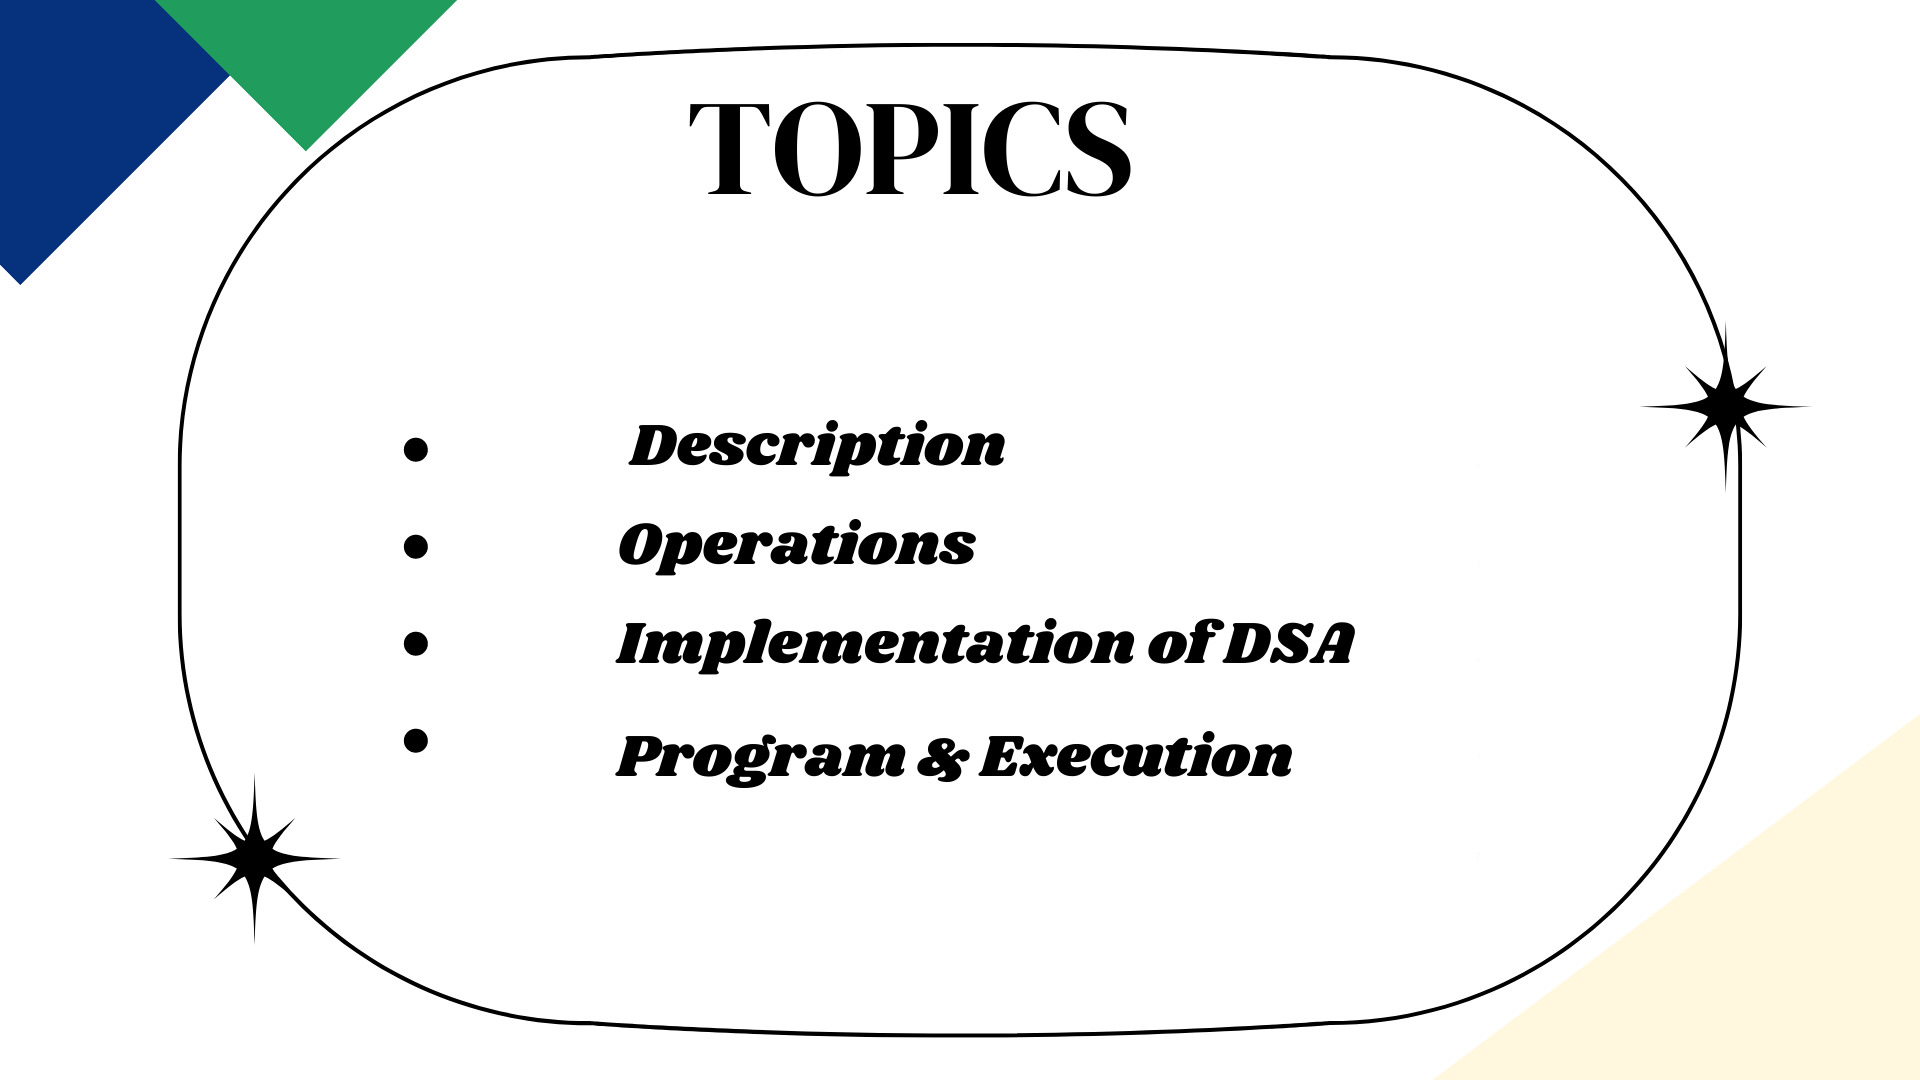 TOPICS
• Description
• Operations
• Implementation of DSA
• Program & Execution